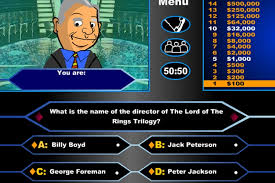 Menu
50:50
14 $500,000
13 $250,000
12 $125,000
11 $64,000
10 $32,000
9 $16,000
8 $8,000
7 $4,000
6 $2,000
5 $1,000
4 $500
3 $300
2 $200
1 $100
You are:
What is the name of the director of The Lord of The
Rings Trilogy?
A: Billy Boyd
B: Jack Peterson
C: George Foreman
D: Peter Jackson